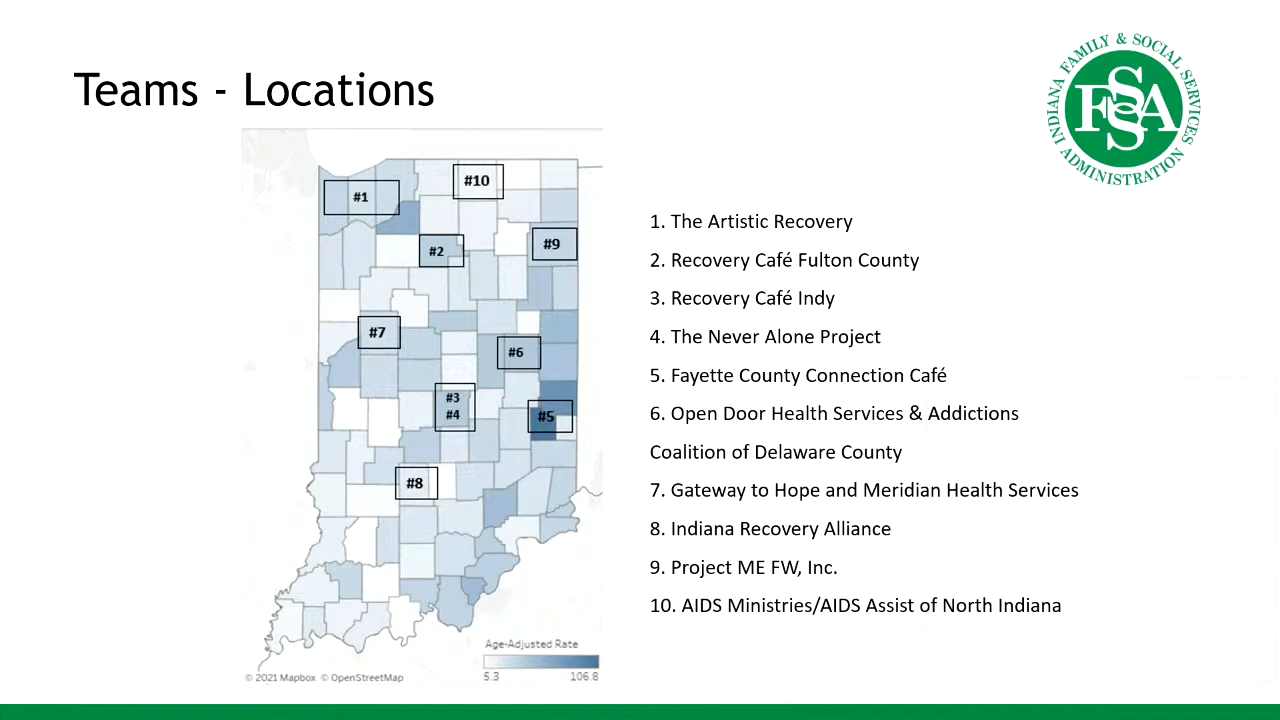 Teams - Locations
INDIANA FAMILY & SOCIAL SERVICES ADMINISTRATION
FSSA
#1
#10
#2
#9
#7
#6
#3
#4
#5
#8
Age-Adjusted Rate
5.3 106.8
© 2021 Mapbox © OpenStreetMap
1. The Artistic Recovery
2. Recovery Café Fulton County
3. Recovery Café Indy
4. The Never Alone Project
5. Fayette County Connection Café
6. Open Door Health Services & Addictions
Coalition of Delaware County
7. Gateway to Hope and Meridian Health Services
8. Indiana Recovery Alliance
9. Project ME FW, Inc.
10. AIDS Ministries/AIDS Assist of North Indiana